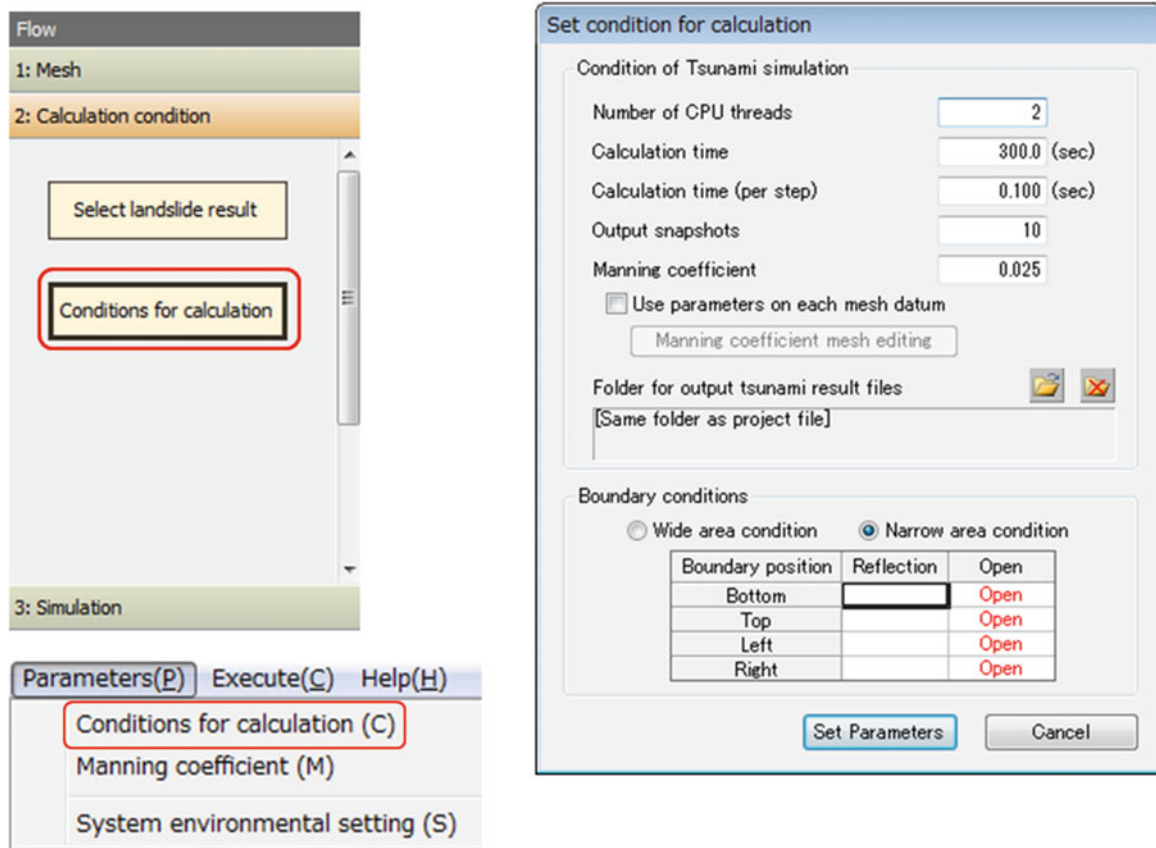 Flow
1: Mesh
2: Calculation condition
Select landslide result
Conditions for calculation
3: Simulation
Parameters(P) Execute(C) Help(H)
Conditions for calculation (C)
Manning coefficient (M)
System environmental setting (S)
Set condition for calculation
Condition of Tsunami simulation
Number of CPU threads 2
Calculation time 300.0 (sec)
Calculation time (per step) 0.100 (sec)
Output snapshots 10
Manning coefficient 0.025
Use parameters on each mesh datum
Manning coefficient mesh editing
Folder for output tsunami result files
[Same folder as project file]
Boundary conditions
Wide area condition Narrow area condition
Boundary position Reflection Open
Bottom Open
Top Open
Left Open
Right Open
Set Parameters Cancel